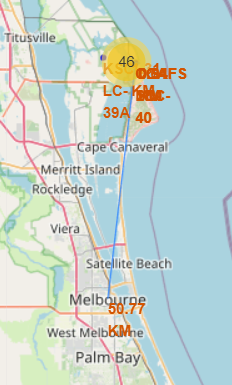 Titusville
46
LC-
39A
40
Cape Canaveral
Merritt Island
Rockledge
Viera
Satellite Beach
Melbourne
50.77
KM
West Melbourne
Palm Bay